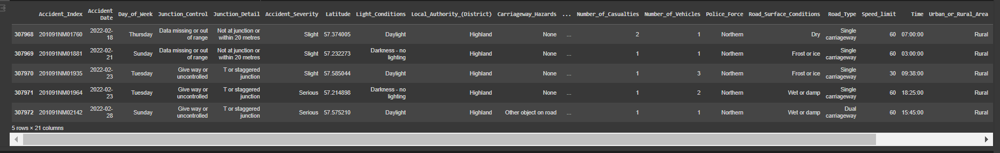 Accident_Index Accident Date Day_of_Week Junction_Control Junction_Detail Accident_Severity Latitude Light_Conditions Local_Authority_(District) Carriageway_Hazards ... Number_of_Casualties Number_of_Vehicles Police_Force Road_Surface_Conditions Road_Type Speed_limit Time Urban_or_Rural_Area
307968 201091NM01760 2022-02-18 Thursday Data missing or out of range Not at junction or within 20 metres Slight 57.374005 Daylight Highland None ... 2 1 Northern Dry Single carriageway 60 07:00:00 Rural
307969 201091NM01881 2022-02-21 Sunday Data missing or out of range Not at junction or within 20 metres Slight 57.232273 Darkness - no lighting Highland None ... 1 1 Northern Frost or ice Single carriageway 60 03:00:00 Rural
307970 201091NM01935 2022-02-23 Tuesday Give way or uncontrolled T or staggered junction Slight 57.585044 Daylight Highland None ... 1 3 Northern Frost or ice Single carriageway 30 09:38:00 Rural
307971 201091NM01964 2022-02-23 Tuesday Give way or uncontrolled T or staggered junction Serious 57.214898 Darkness - no lighting Highland None ... 1 2 Northern Wet or damp Single carriageway 60 18:25:00 Rural
307972 201091NM02142 2022-02-28 Sunday Give way or uncontrolled T or staggered junction Serious 57.575210 Daylight Highland Other object on road ... 1 1 Northern Wet or damp Dual carriageway 60 15:45:00 Rural
5 rows × 21 columns